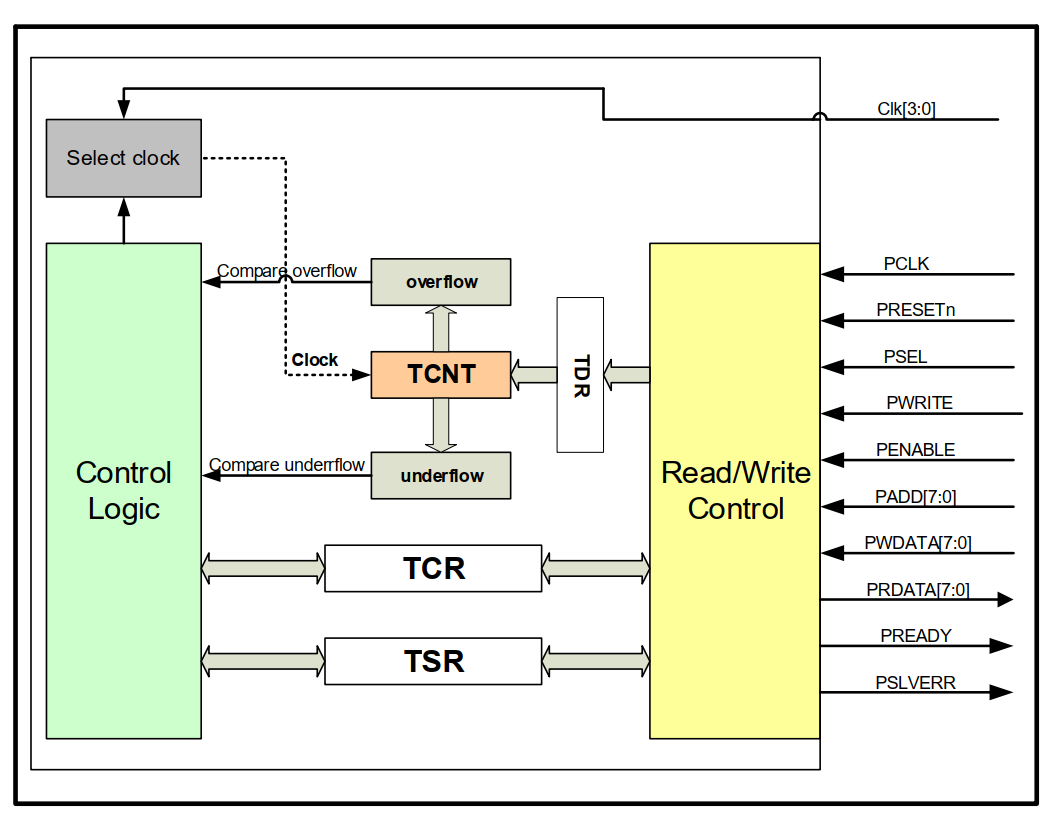 Clk[3:0]
Select clock
PCLK
Compare overflow
overflow
PRESETn
PSEL
Clock
TCNT
TDR
PWRITE
PENABLE
Compare underrflow
underflow
Control
Logic
Read/Write
Control
PADD[7:0]
PWDATA[7:0]
TCR
PRDATA[7:0]
PREADY
TSR
PSLVERR